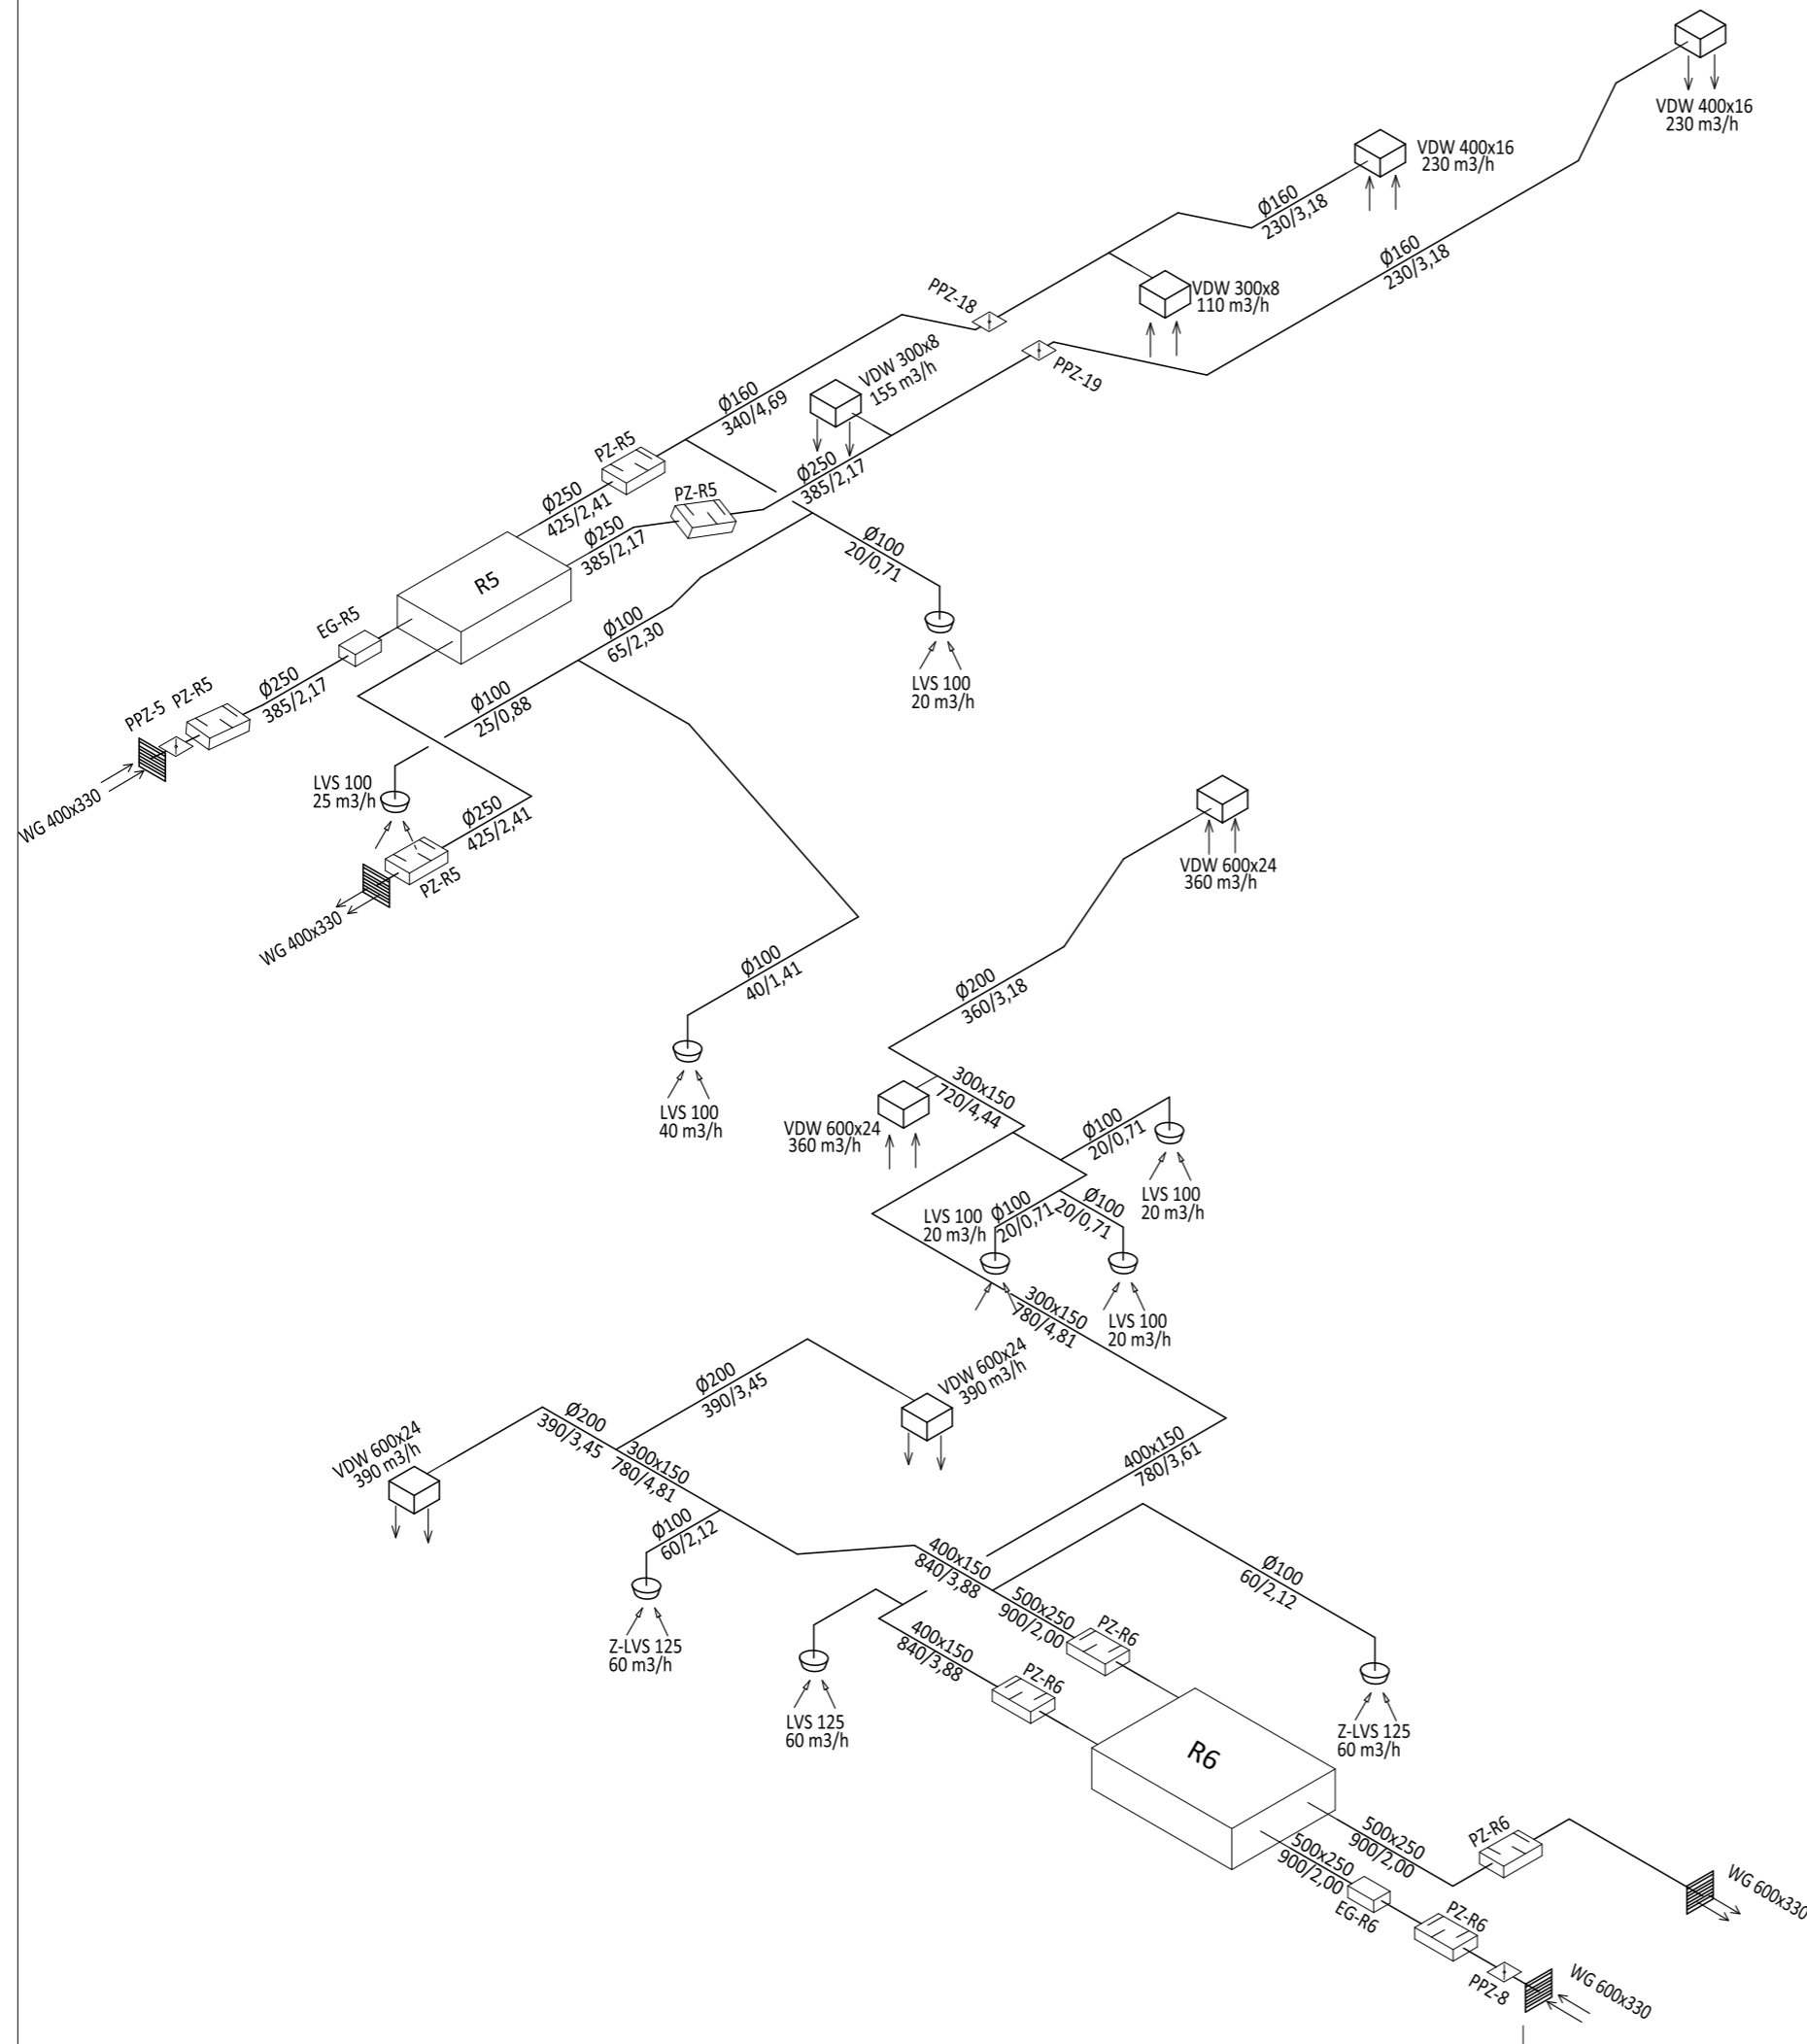 VDW 400x16
230 m3/h
VDW 400x16
230 m3/h
Ø160
230/3,18
Ø160
230/3,18
PPZ-18
VDW 300x8
110 m3/h
VDW 300x8
155 m3/h
PPZ-19
Ø160
340/4,69
PZ-R5
Ø250
385/2,17
PZ-R5
Ø250
425/2,41
Ø250
385/2,17
Ø100
20/0,71
R5
EG-R5
Ø100
65/2,30
LVS 100
20 m3/h
PPZ-5
PZ-R5
Ø250
385/2,17
Ø100
25/0,88
WG 400x330
LVS 100
25 m3/h
Ø250
425/2,41
PZ-R5
WG 400x330
VDW 600x24
360 m3/h
Ø100
40/1,41
Ø200
360/3,18
LVS 100
40 m3/h
300x150
720/4,44
VDW 600x24
360 m3/h
Ø100
20/0,71
LVS 100
20 m3/h
LVS 100
20 m3/h
Ø100
20/0,71
Ø100
20/0,71
300x150
780/4,81
LVS 100
20 m3/h
VDW 600x24
390 m3/h
Ø200
390/3,45
Ø200
390/3,45
VDW 600x24
390 m3/h
300x150
780/4,81
400x150
780/3,61
Ø100
60/2,12
400x150
840/3,88
Ø100
60/2,12
500x250
900/2,00
PZ-R6
Z-LVS 125
60 m3/h
400x150
840/3,88
PZ-R6
LVS 125
60 m3/h
Z-LVS 125
60 m3/h
R6
500x250
900/2,00
PZ-R6
500x250
900/2,00
EG-R6
PZ-R6
WG 600x330
PPZ-8
WG 600x330